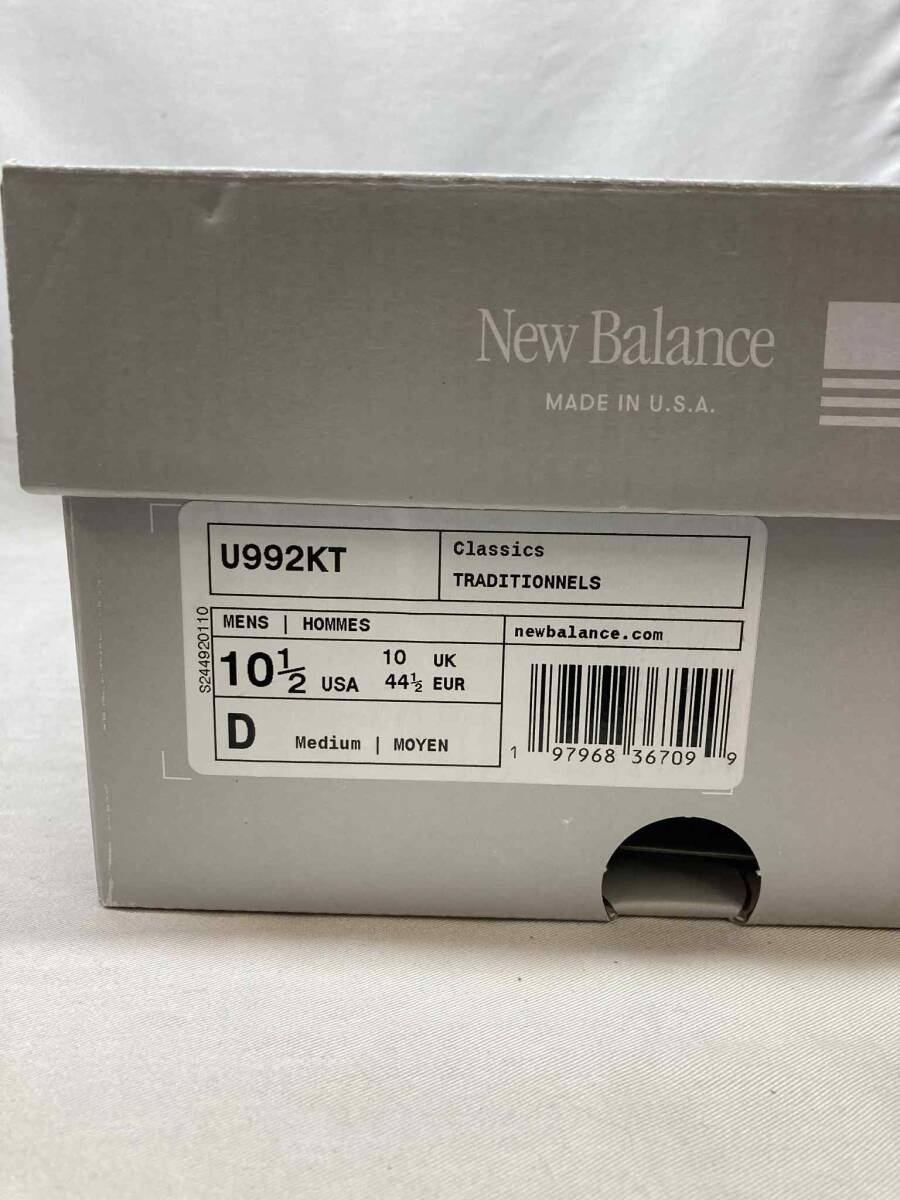 New Balance
MADE IN U.S.A.
U992KT
Classics
TRADITIONNELS
S244920110
MENS | HOMMES
newbalance.com
10½ USA
10 UK
44½ EUR
D
Medium | MOYEN
1 97968 36709 9